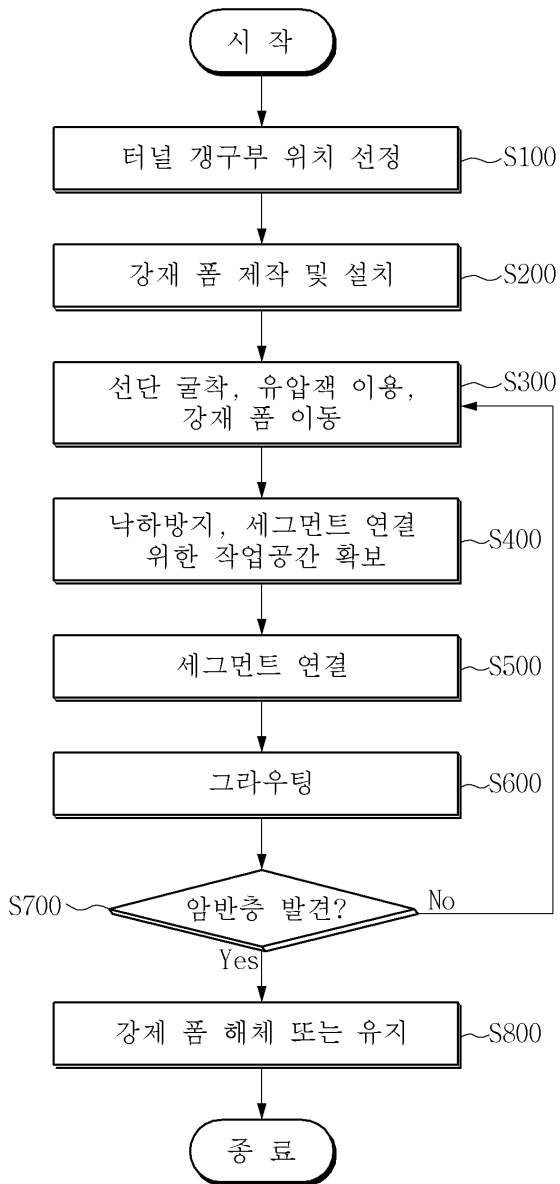 시 작
터널 갱구부 위치 선정
S100
강재 폼 제작 및 설치
S200
선단 굴착, 유압잭 이용,
강재 폼 이동
S300
낙하방지, 세그먼트 연결
위한 작업공간 확보
S400
세그먼트 연결
S500
그라우팅
S600
S700
암반층 발견?
No
Yes
강제 폼 해체 또는 유지
S800
종 료